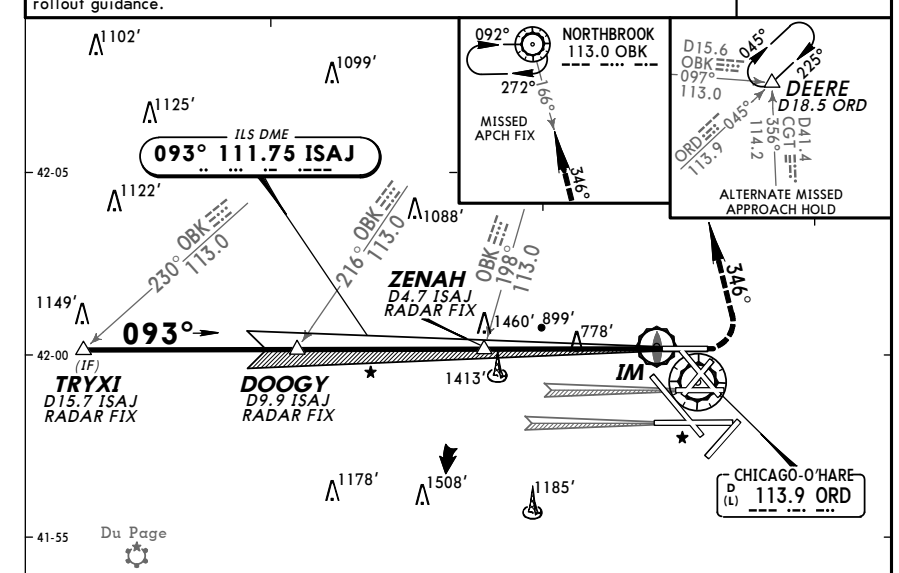 rollout guidance.
1102'
1099'
1125'
ILS DME
093° 111.75 ISAJ
1122'
1088'
230° OBK
113.0
216° OBK
113.0
OBK
198°
113.0
092°
272°
NORTHBROOK
113.0 OBK
166°
MISSED
APCH FIX
346°
D15.6
OBK
097°
113.0
045°
225°
DEERE
D18.5 ORD
ORD 045°
113.9
D41.4
CGT
356°
114.2
ALTERNATE MISSED
APPROACH HOLD
42-05
346°
ZENAH
D4.7 ISAJ
RADAR FIX
1149'
093°
1460'
899'
778'
42-00
(IF)
TRYXI
D15.7 ISAJ
RADAR FIX
DOOGY
D9.9 ISAJ
RADAR FIX
1413'
IM
1178'
1508'
1185'
CHICAGO-O'HARE
D
(L)
113.9 ORD
41-55
Du Page